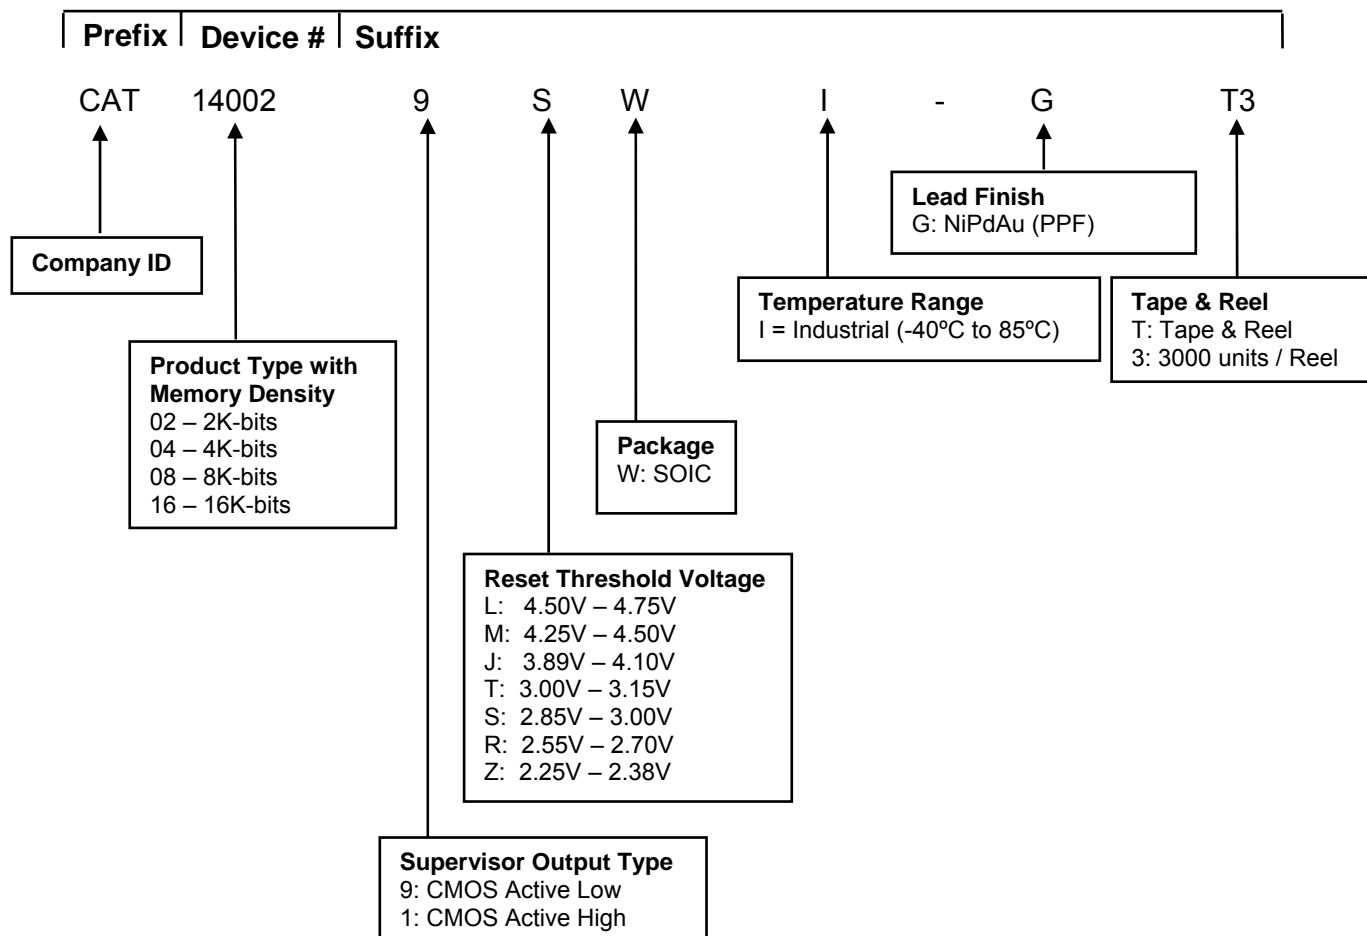 Prefix Device # Suffix
CAT 14002 9 S W I - G T3
Lead Finish
G: NiPdAu (PPF)
Company ID
Temperature Range
I = Industrial (-40ºC to 85ºC)
Tape & Reel
T: Tape & Reel
3: 3000 units / Reel
Product Type with
Memory Density
02 – 2K-bits
04 – 4K-bits
08 – 8K-bits
16 – 16K-bits
Package
W: SOIC
Reset Threshold Voltage
L: 4.50V – 4.75V
M: 4.25V – 4.50V
J: 3.89V – 4.10V
T: 3.00V – 3.15V
S: 2.85V – 3.00V
R: 2.55V – 2.70V
Z: 2.25V – 2.38V
Supervisor Output Type
9: CMOS Active Low
1: CMOS Active High